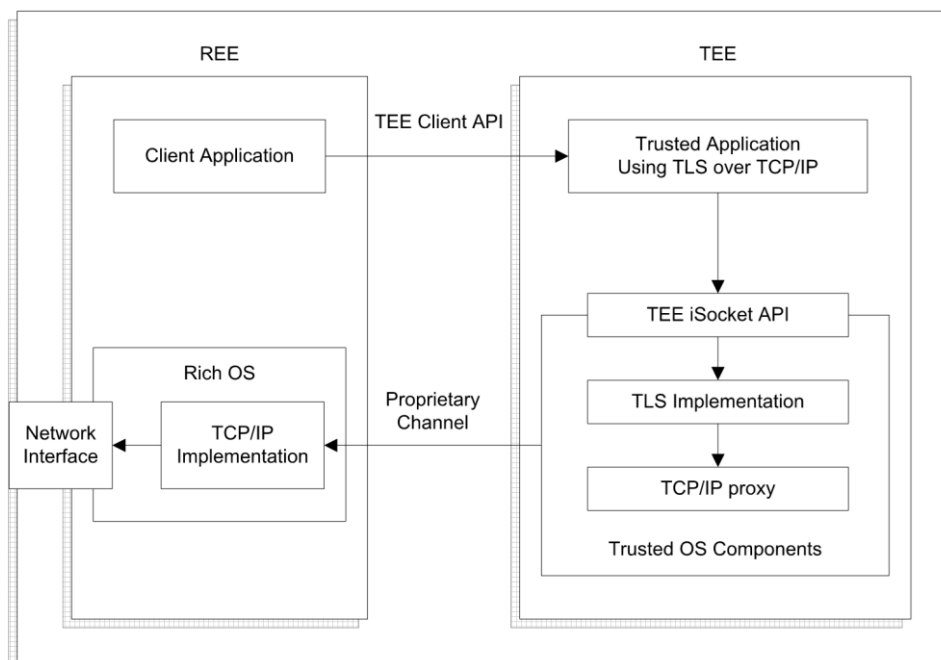 REE
TEE
TEE Client API
Client Application
Trusted Application
Using TLS over TCP/IP
TEE iSocket API
Rich OS
Proprietary
Channel
TLS Implementation
Network
Interface
TCP/IP
Implementation
TCP/IP proxy
Trusted OS Components